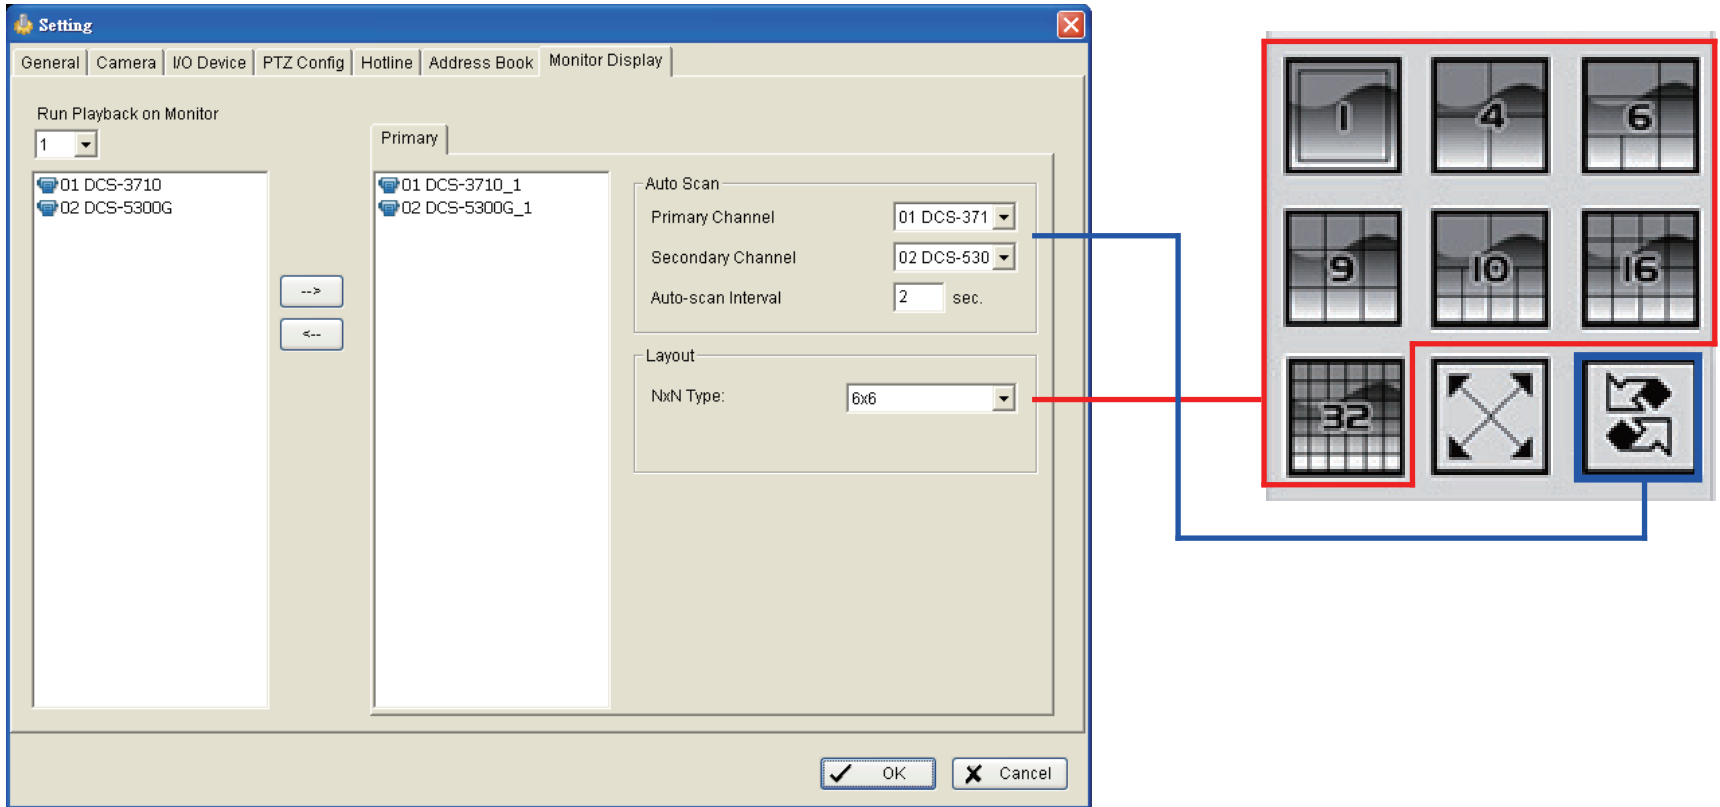 Setting
General Camera I/O Device PTZ Config Hotline Address Book Monitor Display
Run Playback on Monitor
1
01 DCS-3710
02 DCS-5300G
-->
<--
Primary
01 DCS-3710_1
02 DCS-5300G_1
Auto Scan
Primary Channel 01 DCS-371
Secondary Channel 02 DCS-530
Auto-scan Interval 2 sec.
Layout
NxN Type: 6x6
OK Cancel
1 4 6
9 10 16
32